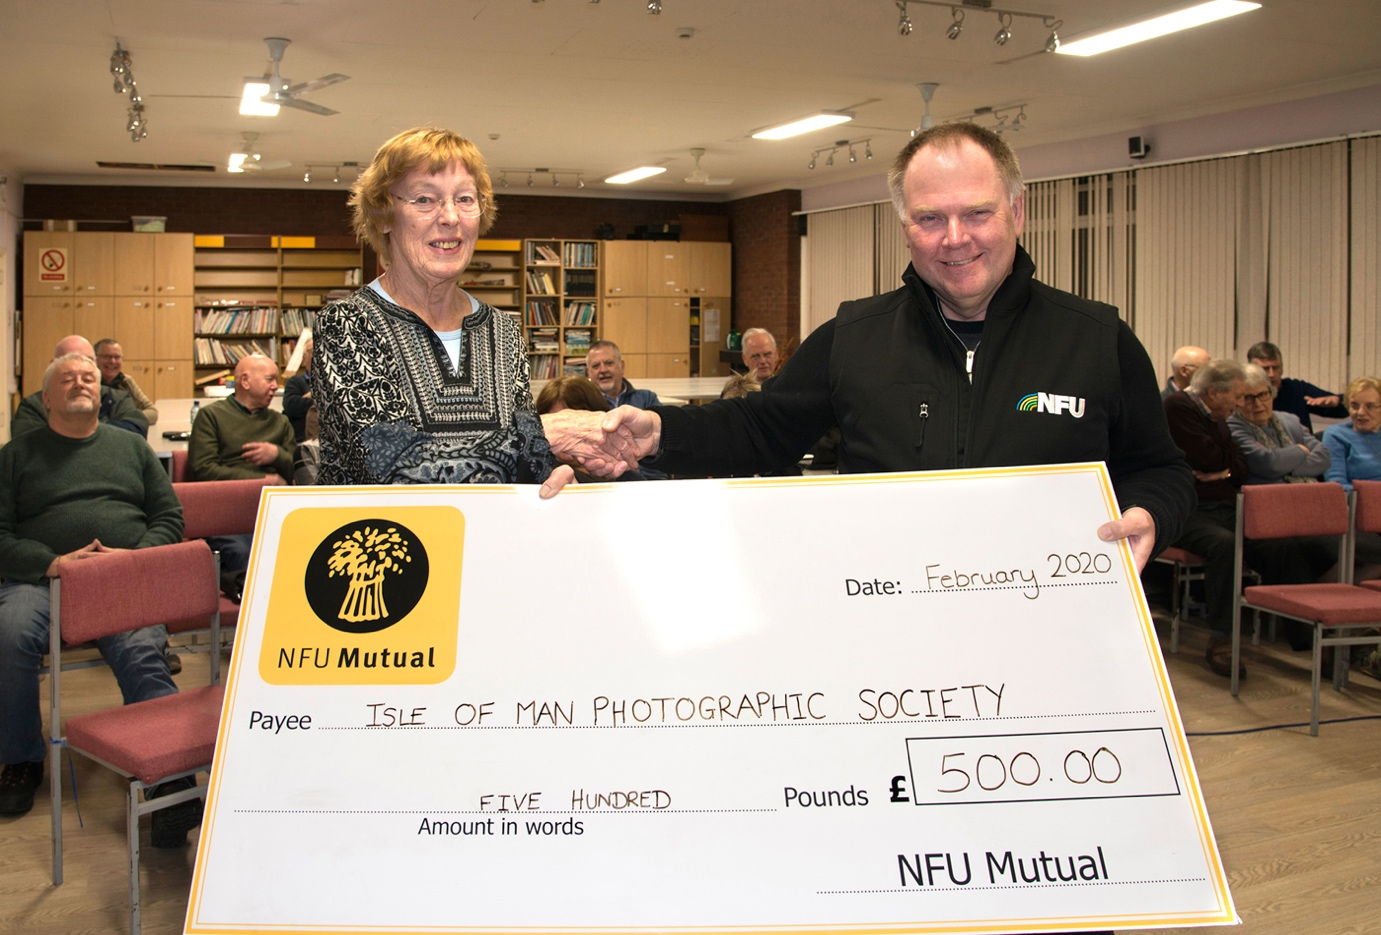 NFU
Date: February 2020
NFU Mutual
Payee ISLE OF MAN PHOTOGRAPHIC SOCIETY
FIVE HUNDRED Pounds £ 500.00
Amount in words
NFU Mutual